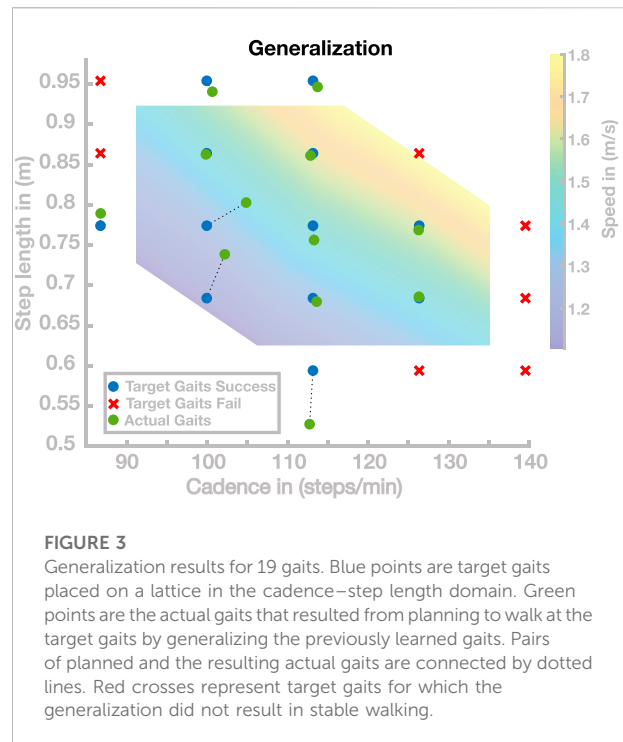 Generalization
Step length in (m)
0.95
0.9
0.85
0.8
0.75
0.7
0.65
0.6
0.55
0.5
Target Gaits Success
Target Gaits Fail
Actual Gaits
90 100 110 120 130 140
Cadence in (steps/min)
1.8
1.7
1.6
1.5
1.4
1.3
1.2
Speed in (m/s)
FIGURE 3
Generalization results for 19 gaits. Blue points are target gaits
placed on a lattice in the cadence–step length domain. Green
points are the actual gaits that resulted from planning to walk at the
target gaits by generalizing the previously learned gaits. Pairs
of planned and the resulting actual gaits are connected by dotted
lines. Red crosses represent target gaits for which the
generalization did not result in stable walking.